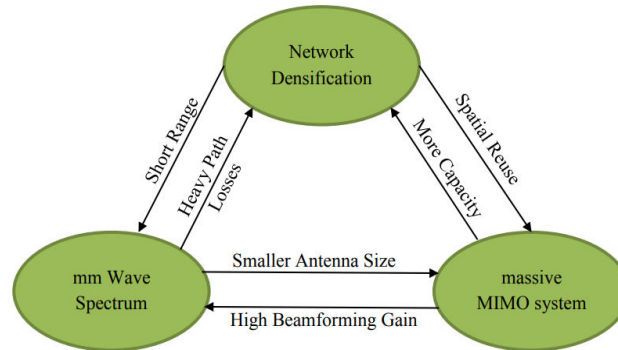 Network
Densification
Short Range
Heavy Path
Losses
More Capacity
Spatial Reuse
mm Wave
Spectrum
Smaller Antenna Size
High Beamforming Gain
massive
MIMO system